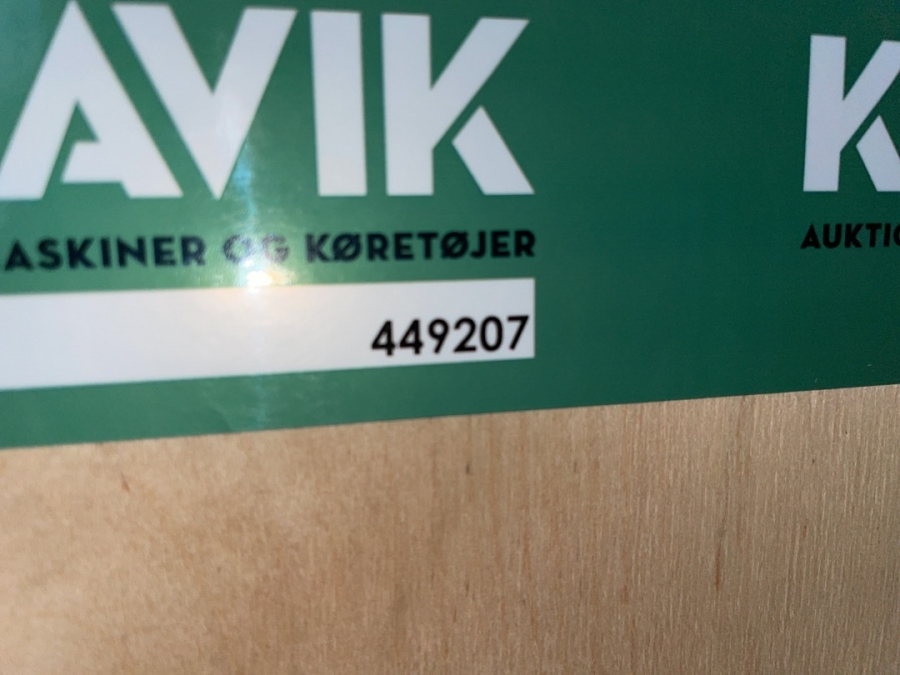 AVIK
ASKINER OG KØRETØJER
449207
K
AUKTIO